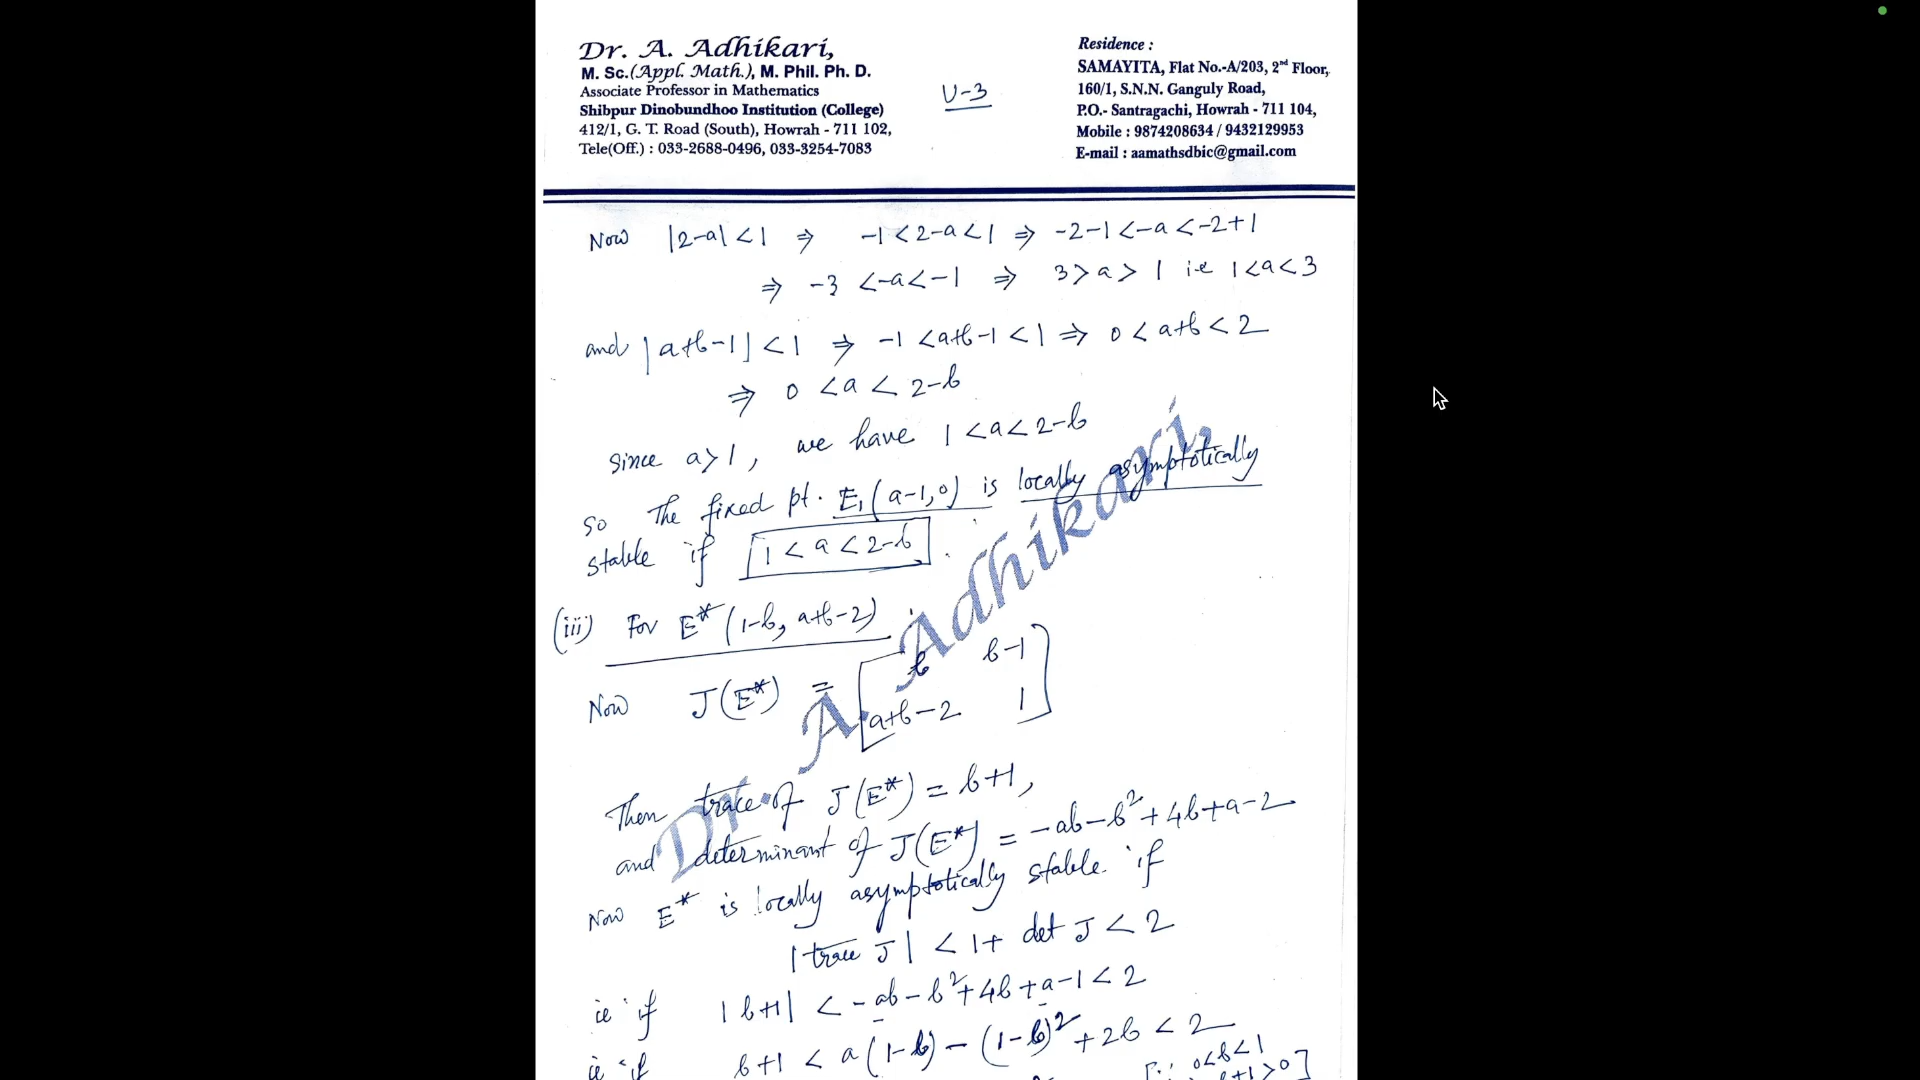 Dr. A. Adhikari,
M. Sc.(Appl. Math.), M. Phil. Ph. D.
Associate Professor in Mathematics
Shibpur Dinobundhoo Institution (College)
412/1, G. T. Road (South), Howrah - 711 102,
Tele(Off.) : 033-2688-0496, 033-3254-7083
U-3
Residence :
SAMAYITA, Flat No.-A/203, 2nd Floor,
160/1, S.N.N. Ganguly Road,
P.O.- Santragachi, Howrah - 711 104,
Mobile : 9874208634 / 9432129953
E-mail : aamathsdbic@gmail.com
Now |2-a| < 1 ⇒ -1 < 2-a < 1 ⇒ -2-1 < -a < -2+1
⇒ -3 < -a < -1 ⇒ 3 > a > 1 ie 1 < a < 3
and |a+b-1| < 1 ⇒ -1 < a+b-1 < 1 ⇒ 0 < a+b < 2
⇒ 0 < a < 2-b
Since a > 1, we have 1 < a < 2-b
So the fixed pt. E₁(a-1, 0) is locally asymptotically
stable if 1 < a < 2-b.
(iii) For E*(1-b, a+b-2) :
Now J(E*) = [ b b-1
a+b-2 1 ]
Then trace of J(E*) = b+1,
and determinant of J(E*) = -ab-b²+4b+a-2
Now E* is locally asymptotically stable if
|trace J| < 1 + det J < 2
ie if |b+1| < -ab-b²+4b+a-1 < 2
ie if b+1 < a(1-b) - (1-b)² + 2b < 2
[∵ 0<b<1
b+1>0]
Dr. A. Adhikari,